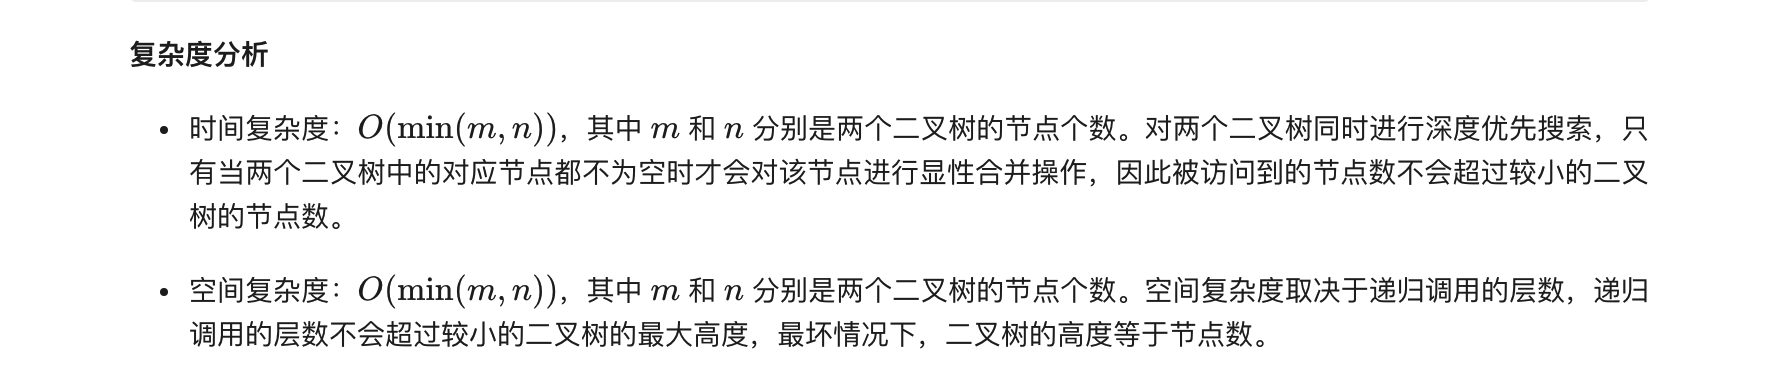 复杂度分析
• 时间复杂度：O(min(m, n))，其中 m 和 n 分别是两个二叉树的节点个数。对两个二叉树同时进行深度优先搜索，只
有当两个二叉树中的对应节点都不为空时才会对该节点进行显性合并操作，因此被访问到的节点数不会超过较小的二叉
树的节点数。
• 空间复杂度：O(min(m, n))，其中 m 和 n 分别是两个二叉树的节点个数。空间复杂度取决于递归调用的层数，递归
调用的层数不会超过较小的二叉树的最大高度，最坏情况下，二叉树的高度等于节点数。